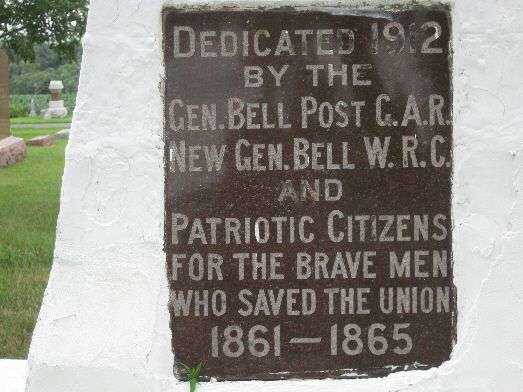 DEDICATED 1912
BY THE
GEN. BELL POST G.A.R.
NEW GEN. BELL W.R.C.
AND
PATRIOTIC CITIZENS
FOR THE BRAVE MEN
WHO SAVED THE UNION
1861—1865